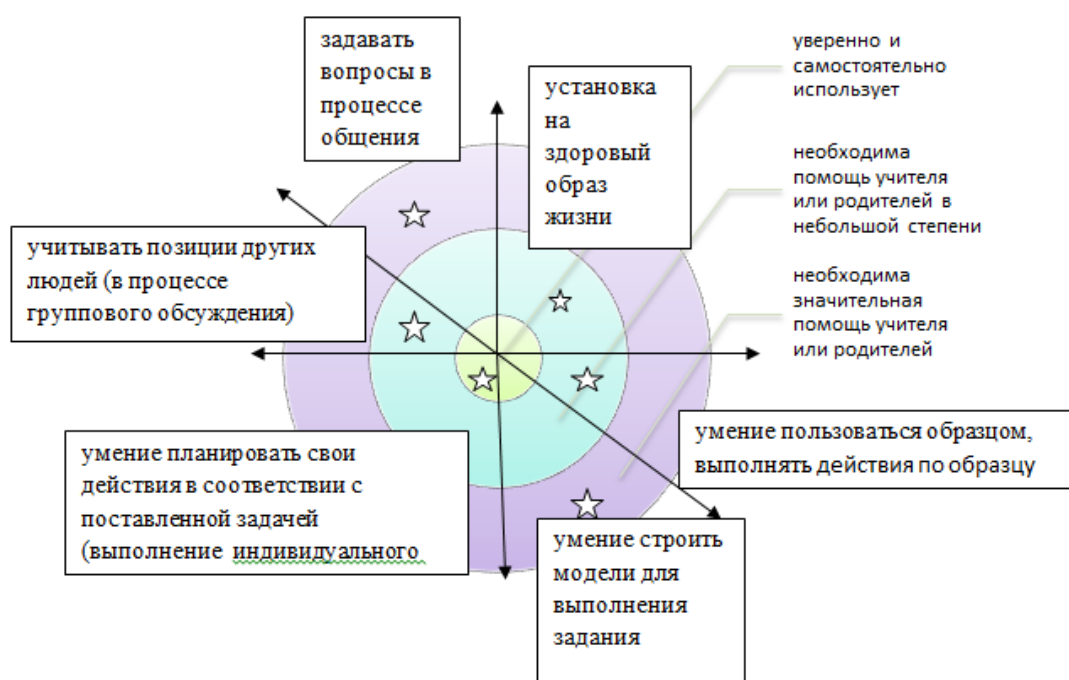 задавать
вопросы в
процессе
общения
установка
на
здоровый
образ
жизни
уверенно и
самостоятельно
использует
необходима
помощь учителя
или родителей в
небольшой степени
необходима
значительная
помощь учителя
или родителей
учитывать позиции других
людей (в процессе
группового обсуждения)
умение планировать свои
действия в соответствии с
поставленной задачей
(выполнение индивидуального
умение пользоваться образцом,
выполнять действия по образцу
умение строить
модели для
выполнения
задания